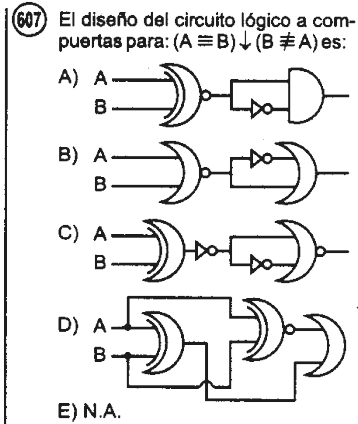 607 El diseño del circuito lógico a com-
puertas para: (A ≡ B) ↓ (B ≢ A) es:
A) A
B
B) A
B
C) A
B
D) A
B
E) N.A.